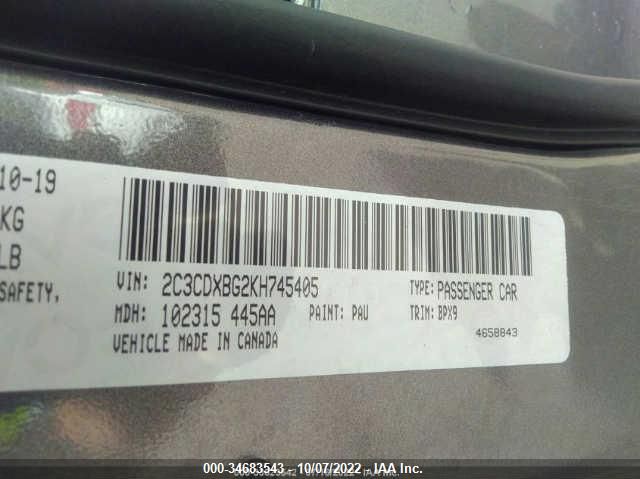 10-19
KG
LB
SAFETY,
VIN: 2C3CDXBG2KH745405 TYPE: PASSENGER CAR
MDH: 102315 445AA PAINT: PAU TRIM: BPX9
VEHICLE MADE IN CANADA 4658843
000-34683543 - 10/07/2022 - IAA Inc.